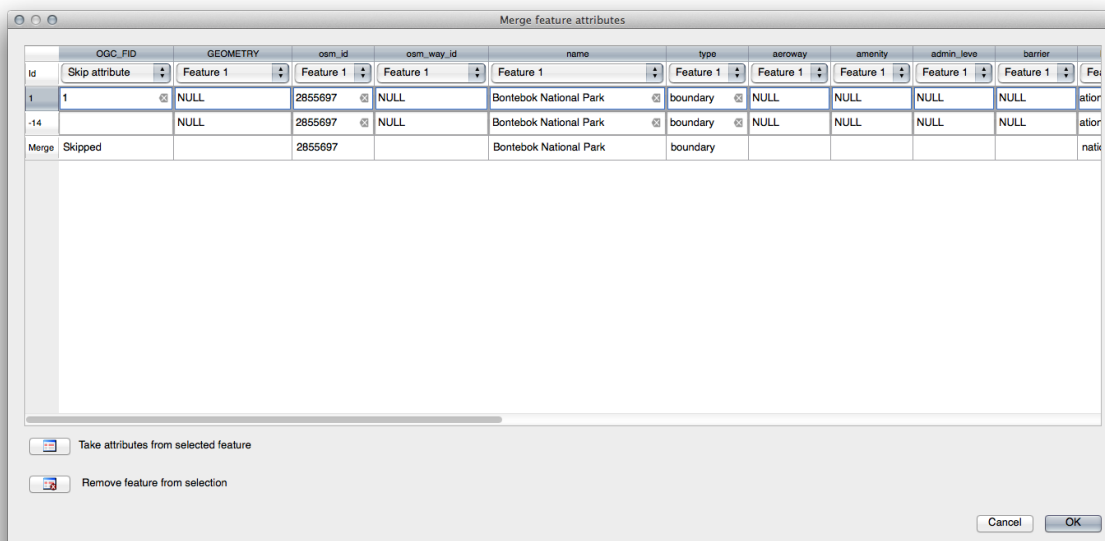 Merge feature attributes
OGC_FID GEOMETRY osm_id osm_way_id name type aeroway amenity admin_leve barrier
Id Skip attribute Feature 1 Feature 1 Feature 1 Feature 1 Feature 1 Feature 1 Feature 1 Feature 1 Feature 1 Fea
1 1 NULL 2855697 NULL Bontebok National Park boundary NULL NULL NULL NULL ation
-14 NULL 2855697 NULL Bontebok National Park boundary NULL NULL NULL NULL ation
Merge Skipped 2855697 Bontebok National Park boundary natio
Take attributes from selected feature
Remove feature from selection
Cancel OK